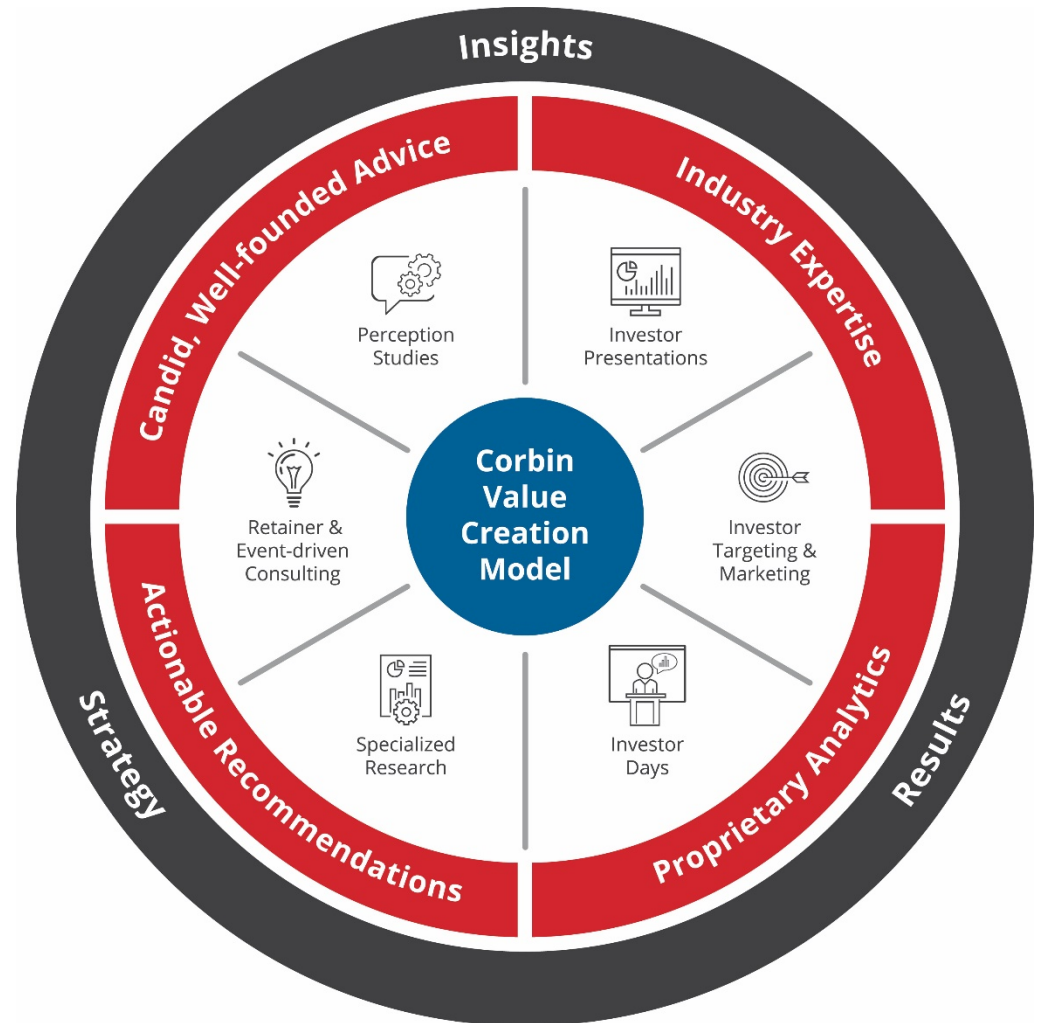 Insights
Candid, Well-founded Advice
Industry Expertise
Perception
Studies
Investor
Presentations
Corbin
Value
Creation
Model
Retainer &
Event-driven
Consulting
Investor
Targeting &
Marketing
Specialized
Research
Investor
Days
Actionable Recommendations
Proprietary Analytics
Strategy
Results